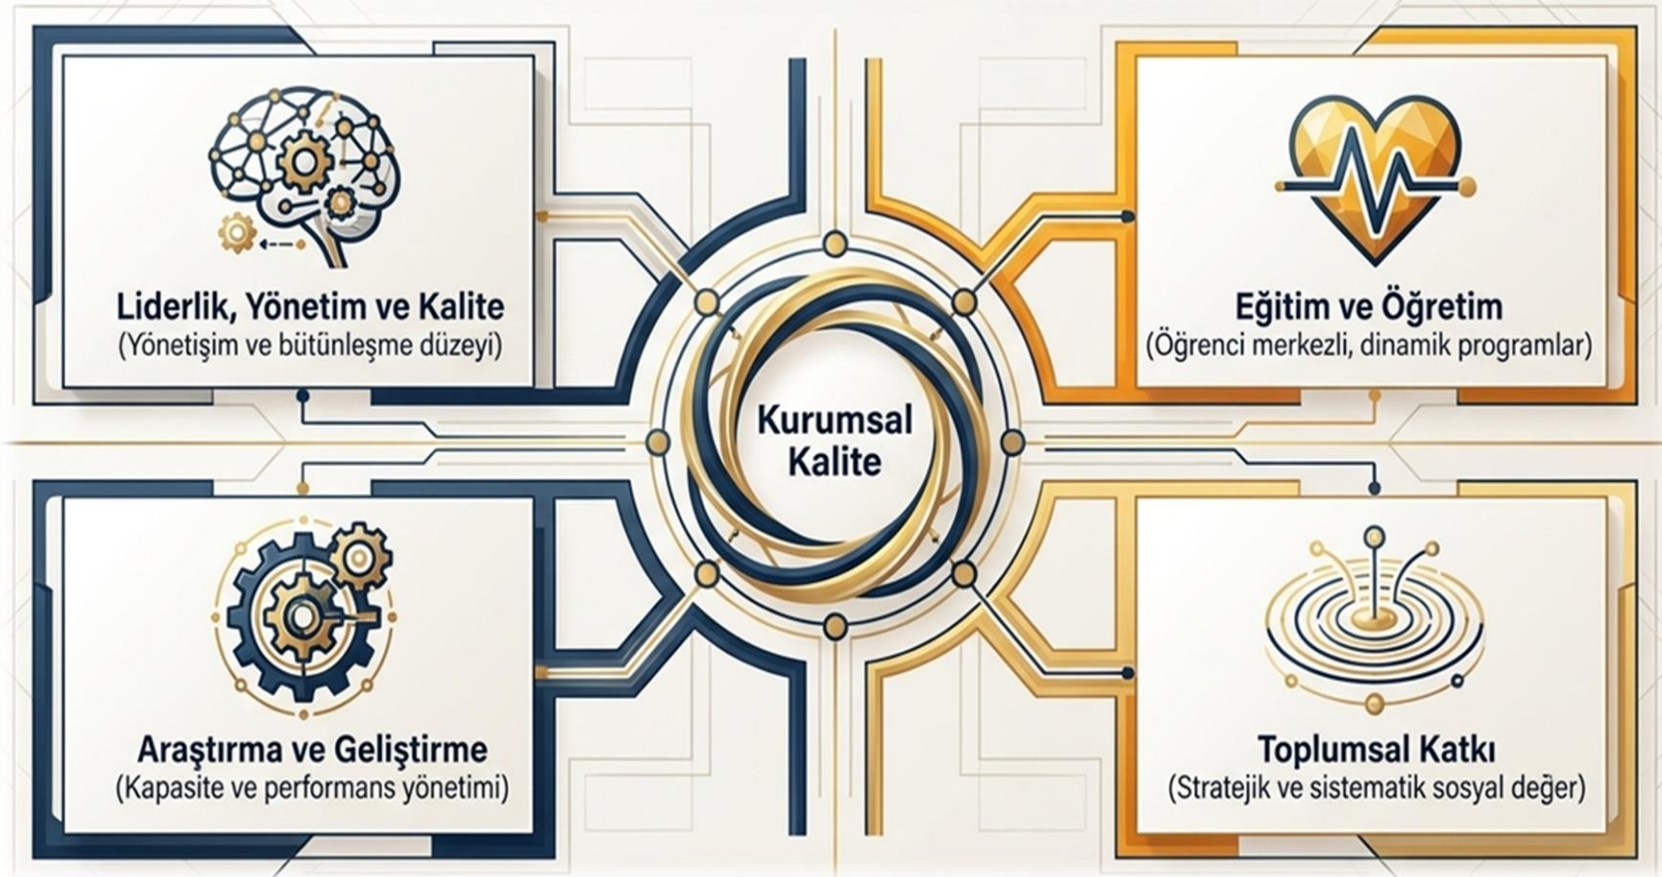 Liderlik, Yönetim ve Kalite
(Yönetişim ve bütünleşme düzeyi)
Eğitim ve Öğretim
(Öğrenci merkezli, dinamik programlar)
Kurumsal
Kalite
Araştırma ve Geliştirme
(Kapasite ve performans yönetimi)
Toplumsal Katkı
(Stratejik ve sistematik sosyal değer)